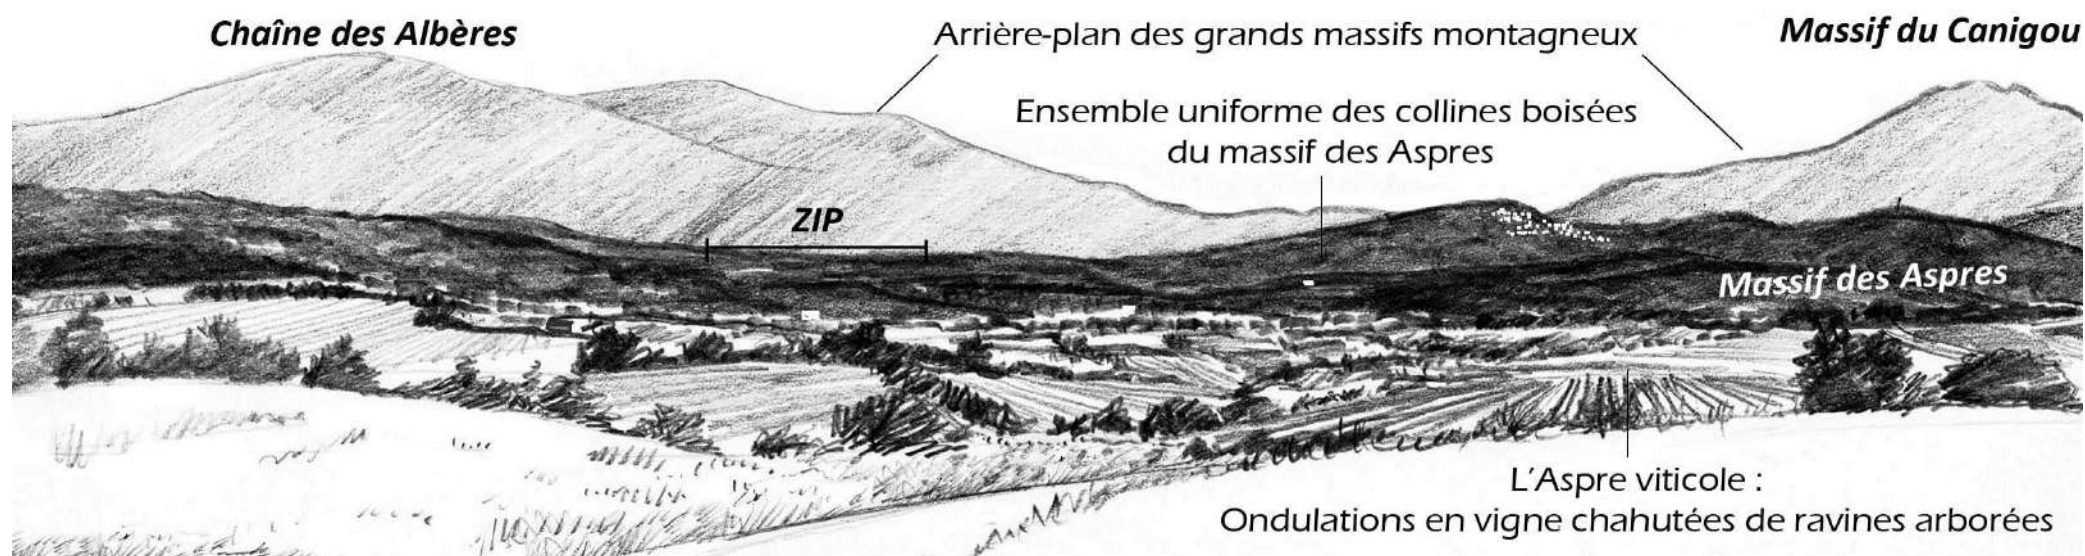 Chaîne des Albères
Arrière-plan des grands massifs montagneux
Massif du Canigou
Ensemble uniforme des collines boisées
du massif des Aspres
ZIP
Massif des Aspres
L'Aspre viticole :
Ondulations en vigne chahutées de ravines arborées